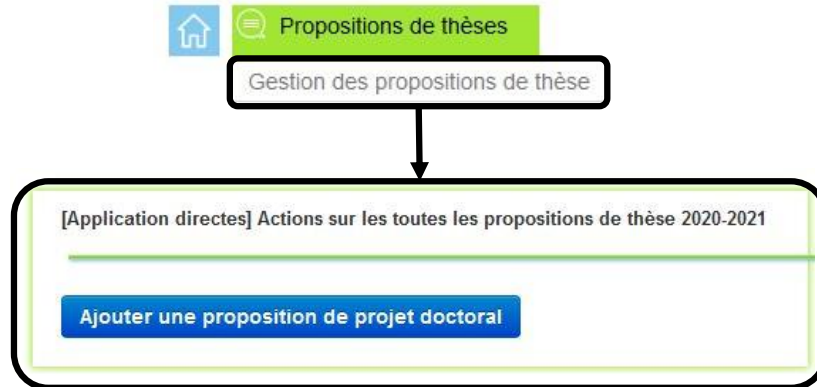 Propositions de thèses
Gestion des propositions de thèse
[Application directes] Actions sur les toutes les propositions de thèse 2020-2021
Ajouter une proposition de projet doctoral